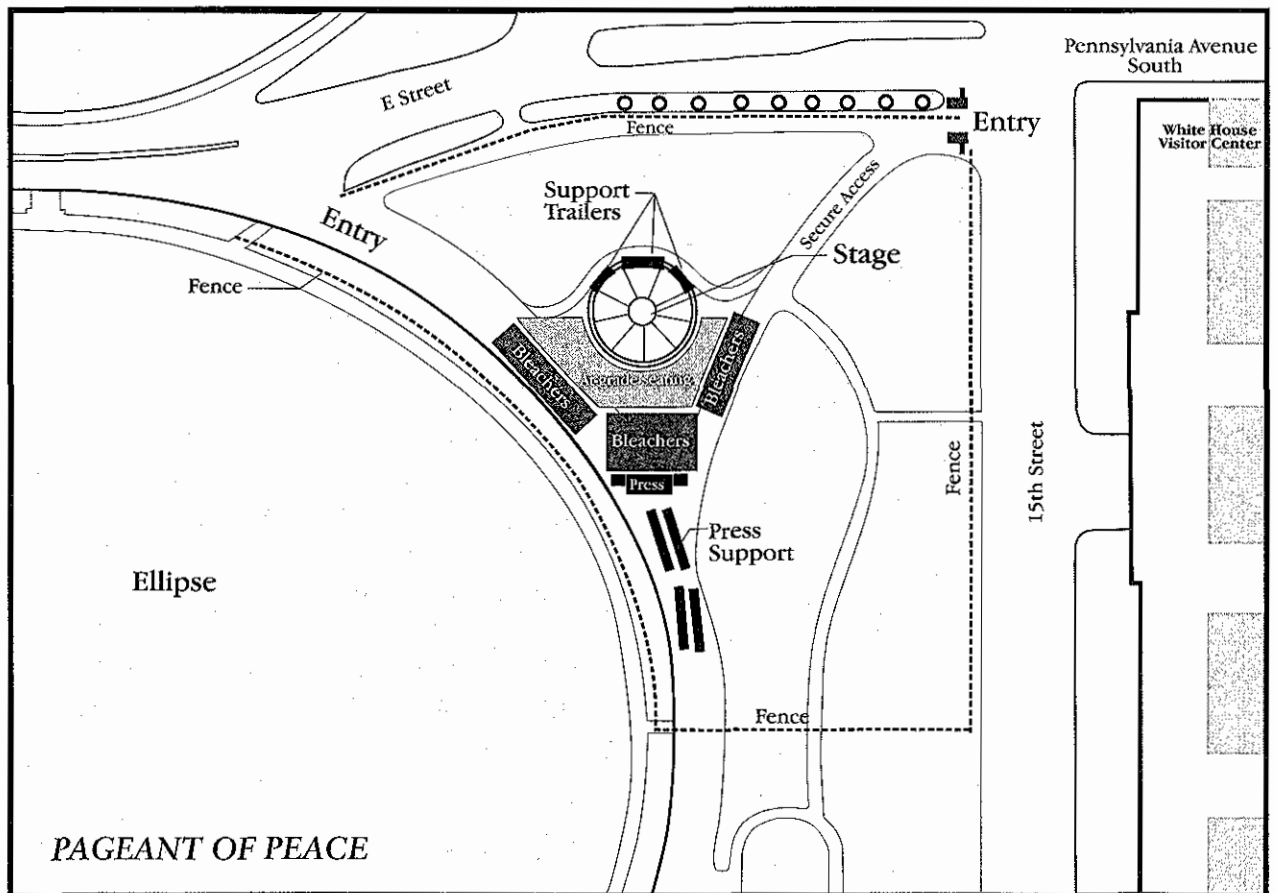 Pennsylvania Avenue
South
E Street
Fence
Entry
White House
Visitor Center
Support
Trailers
Secure Access
Entry
Stage
Fence
Bleachers
At-grade Seating
Bleachers
Bleachers
Fence
15th Street
Press
Press
Support
Ellipse
Fence
PAGEANT OF PEACE